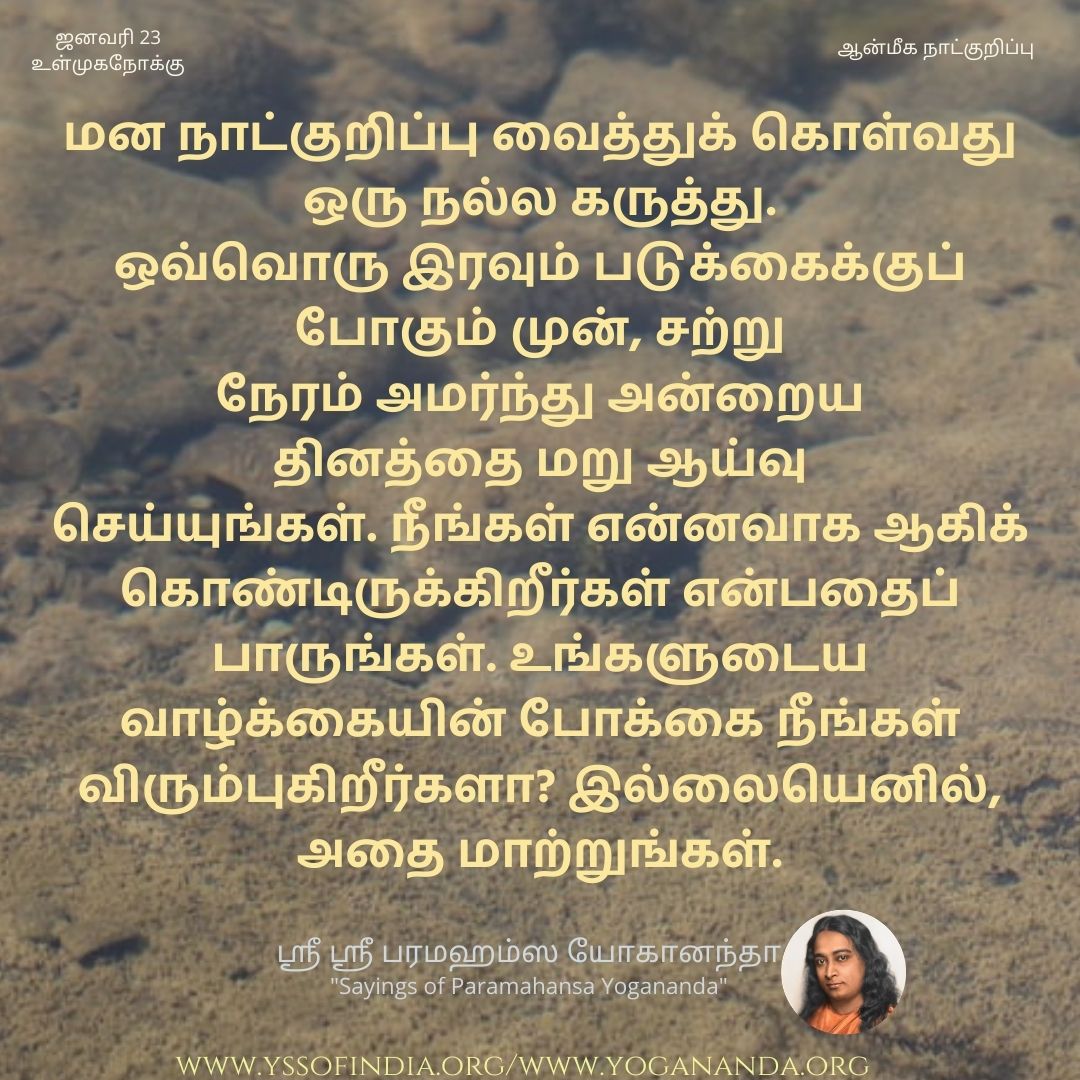 ஜனவரி 23
உள்முகநோக்கு
ஆன்மீக நாட்குறிப்பு
மன நாட்குறிப்பு வைத்துக் கொள்வது
ஒரு நல்ல கருத்து.
ஒவ்வொரு இரவும் படுக்கைக்குப்
போகும் முன், சற்று
நேரம் அமர்ந்து அன்றைய
தினத்தை மறு ஆய்வு
செய்யுங்கள். நீங்கள் என்னவாக ஆகிக்
கொண்டிருக்கிறீர்கள் என்பதைப்
பாருங்கள். உங்களுடைய
வாழ்க்கையின் போக்கை நீங்கள்
விரும்புகிறீர்களா? இல்லையெனில்,
அதை மாற்றுங்கள்.
ஸ்ரீ ஸ்ரீ பரமஹம்ஸ யோகானந்தா
"Sayings of Paramahansa Yogananda"
WWW.YSSOFINDIA.ORG/WWW.YOGANANDA.ORG